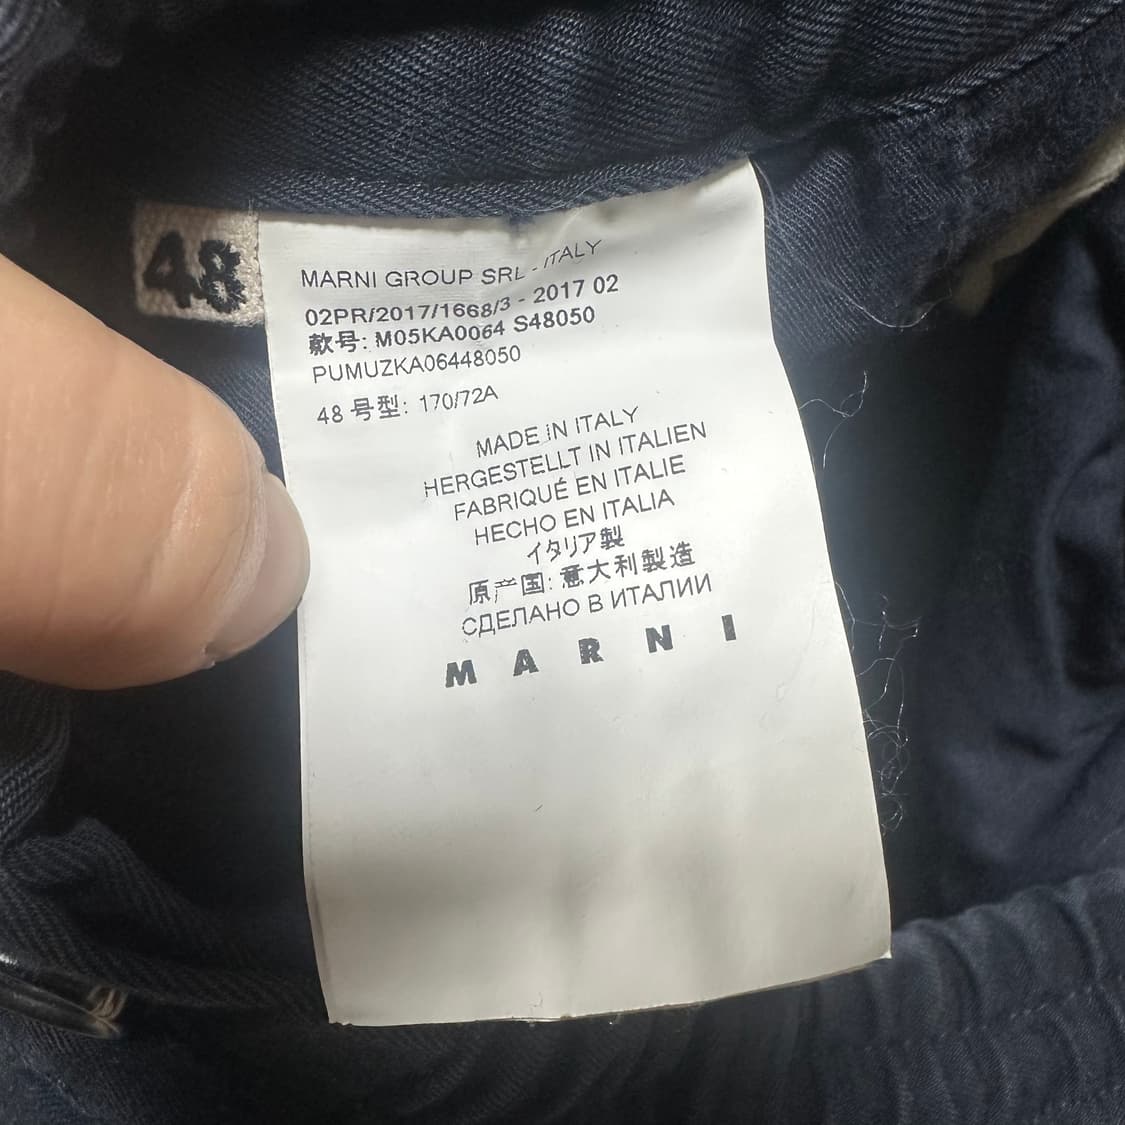 48
MARNI GROUP SRL - ITALY
02PR/2017/1668/3 - 2017 02
款号: M05KA0064 S48050
PUMUZKA06448050
48 号型: 170/72A
MADE IN ITALY
HERGESTELLT IN ITALIEN
FABRIQUÉ EN ITALIE
HECHO EN ITALIA
イタリア製
原产国: 意大利製造
СДЕЛАНО В ИТАЛИИ
MARNI